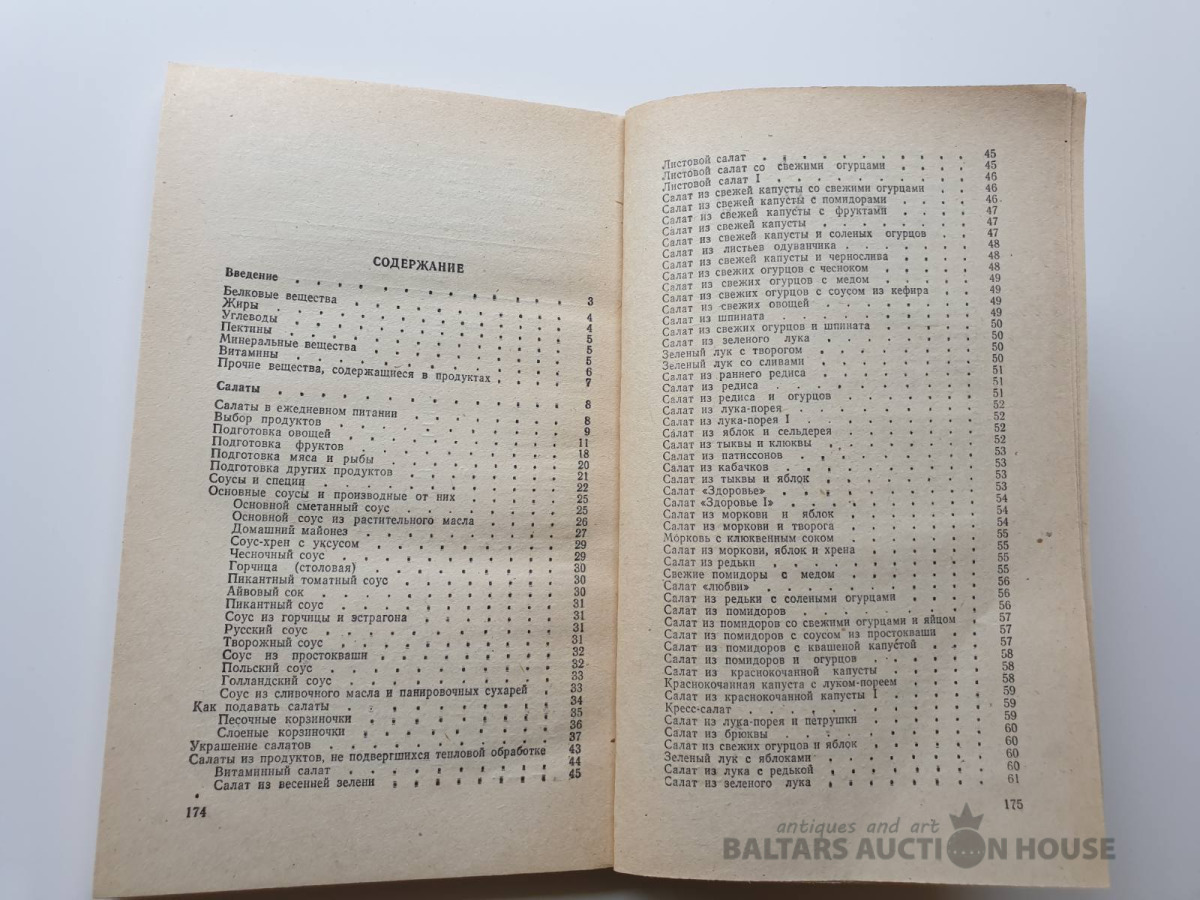 СОДЕРЖАНИЕ
Введение . . . . . . . . . . 3
Белковые вещества . . . . . . . . 4
Жиры . . . . . . . . . . 4
Углеводы . . . . . . . . . . 5
Пектины . . . . . . . . . . 5
Минеральные вещества . . . . . . . 5
Витамины . . . . . . . . . . 6
Прочие вещества, содержащиеся в продуктах . . 7
Салаты . . . . . . . . . . 8
Салаты в ежедневном питании . . . . . 8
Выбор продуктов . . . . . . . . 9
Подготовка овощей . . . . . . . . 11
Подготовка фруктов . . . . . . . 18
Подготовка мяса и рыбы . . . . . . 20
Подготовка других продуктов . . . . . 21
Соусы и специи . . . . . . . . 22
Основные соусы и производные от них . . . . 25
Основной сметанный соус . . . . . 25
Основной соус из растительного масла . . . 26
Домашний майонез . . . . . . . 27
Соус-хрен с уксусом . . . . . . 29
Чесночный соус . . . . . . . 29
Горчица (столовая) . . . . . . 30
Пикантный томатный соус . . . . . 30
Айвовый сок . . . . . . . . 30
Пикантный соус . . . . . . . 31
Соус из горчицы и эстрагона . . . . 31
Русский соус . . . . . . . . 31
Творожный соус . . . . . . . 31
Соус из простокваши . . . . . . 32
Польский соус . . . . . . . . 32
Голландский соус . . . . . . . 33
Соус из сливочного масла и панировочных сухарей . 33
Как подавать салаты . . . . . . . 34
Песочные корзиночки . . . . . . 35
Слоеные корзиночки . . . . . . 36
Украшение салатов . . . . . . . . 37
Салаты из продуктов, не подвергшихся тепловой обработке 43
Витаминный салат . . . . . . . 44
Салат из весенней зелени . . . . . 45
174
Листовой салат . . . . . . . . . 45
Листовой салат со свежими огурцами . . . . 45
Листовой салат I . . . . . . . . 46
Салат из свежей капусты со свежими огурцами . . 46
Салат из свежей капусты с помидорами . . . . 46
Салат из свежей капусты с фруктами . . . . 47
Салат из свежей капусты . . . . . . 47
Салат из свежей капусты и соленых огурцов . . 47
Салат из листьев одуванчика . . . . . . 48
Салат из свежей капусты и чернослива . . . . 48
Салат из свежих огурцов с чесноком . . . . 48
Салат из свежих огурцов с медом . . . . . 49
Салат из свежих огурцов с соусом из кефира . . 49
Салат из свежих овощей . . . . . . . 49
Салат из шпината . . . . . . . . 49
Салат из свежих огурцов и шпината . . . . 50
Салат из зеленого лука . . . . . . . 50
Зеленый лук с творогом . . . . . . . 50
Зеленый лук со сливами . . . . . . . 50
Салат из раннего редиса . . . . . . . 51
Салат из редиса . . . . . . . . 51
Салат из редиса и огурцов . . . . . . 51
Салат из лука-порея . . . . . . . . 52
Салат из лука-порея I . . . . . . . 52
Салат из яблок и сельдерея . . . . . . 52
Салат из тыквы и клюквы . . . . . . . 52
Салат из патиссонов . . . . . . . . 53
Салат из кабачков . . . . . . . . 53
Салат из тыквы и яблок . . . . . . . 53
Салат «Здоровье» . . . . . . . . 53
Салат «Здоровье I» . . . . . . . . 54
Салат из моркови и яблок . . . . . . 54
Салат из моркови и творога . . . . . . 54
Морковь с клюквенным соком . . . . . . 55
Салат из моркови, яблок и хрена . . . . . 55
Салат из редьки . . . . . . . . 55
Свежие помидоры с медом . . . . . . 55
Салат «любви» . . . . . . . . . 56
Салат из редьки с солеными огурцами . . . . 56
Салат из помидоров . . . . . . . . 56
Салат из помидоров со свежими огурцами и яйцом . 57
Салат из помидоров с соусом из простокваши . . 57
Салат из помидоров с квашеной капустой . . . 57
Салат из помидоров и огурцов . . . . . 58
Салат из краснокочанной капусты . . . . . 58
Краснокочанная капуста с луком-пореем . . . 58
Салат из краснокочанной капусты I . . . . 59
Кресс-салат . . . . . . . . . 59
Салат из лука-порея и петрушки . . . . . 59
Салат из брюквы . . . . . . . . 60
Салат из свежих огурцов и яблок . . . . . 60
Зеленый лук с яблоками . . . . . . . 60
Салат из лука с редькой . . . . . . . 60
Салат из зеленого лука . . . . . . . 61
175
antiques and art
BALTARS AUCTION HOUSE